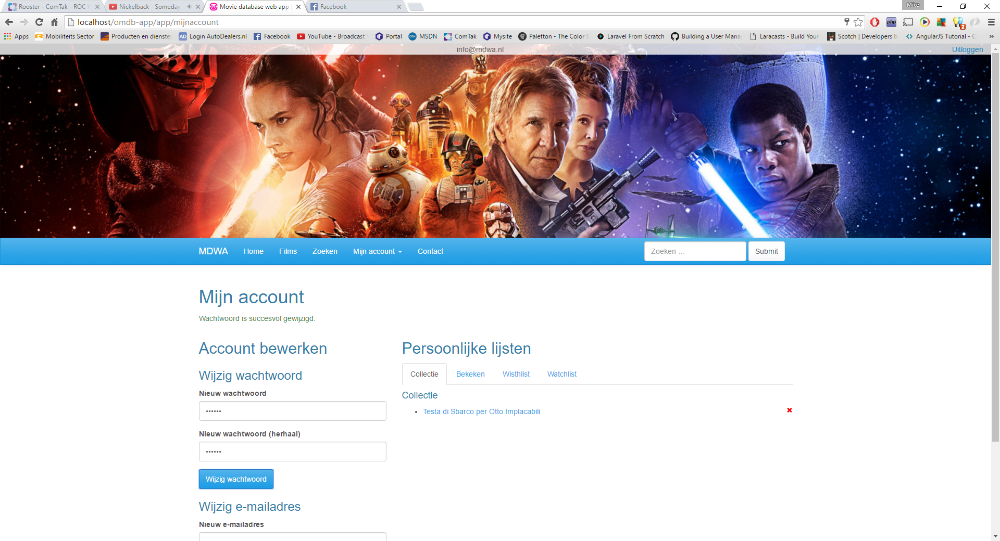 Rooster - ComTak - ROC
Nickelback - Someday
Movie database web app
Facebook
Mike
localhost/omdb-app/app/mijnaccount
php
2
Apps
Mobiliteits Sector
Producten en dienste
AD Login AutoDealers.nl
Facebook
YouTube - Broadcast
Portal
MSDN
ComTak
Mysite
Paletton - The Color
Laravel From Scratch
Building a User Mana
Laracasts - Build Your
Scotch | Developers
AngularJS Tutorial -
»
info@mdwa.nl
Uitloggen
MDWA
Home
Films
Zoeken
Mijn account
Contact
Zoeken ...
Submit
Mijn account
Wachtwoord is succesvol gewijzigd.
Account bewerken
Wijzig wachtwoord
Nieuw wachtwoord
••••••
Nieuw wachtwoord (herhaal)
••••••
Wijzig wachtwoord
Wijzig e-mailadres
Nieuw e-mailadres
Persoonlijke lijsten
Collectie
Bekeken
Wisthlist
Watchlist
Collectie
• Testa di Sbarco per Otto Implacabili